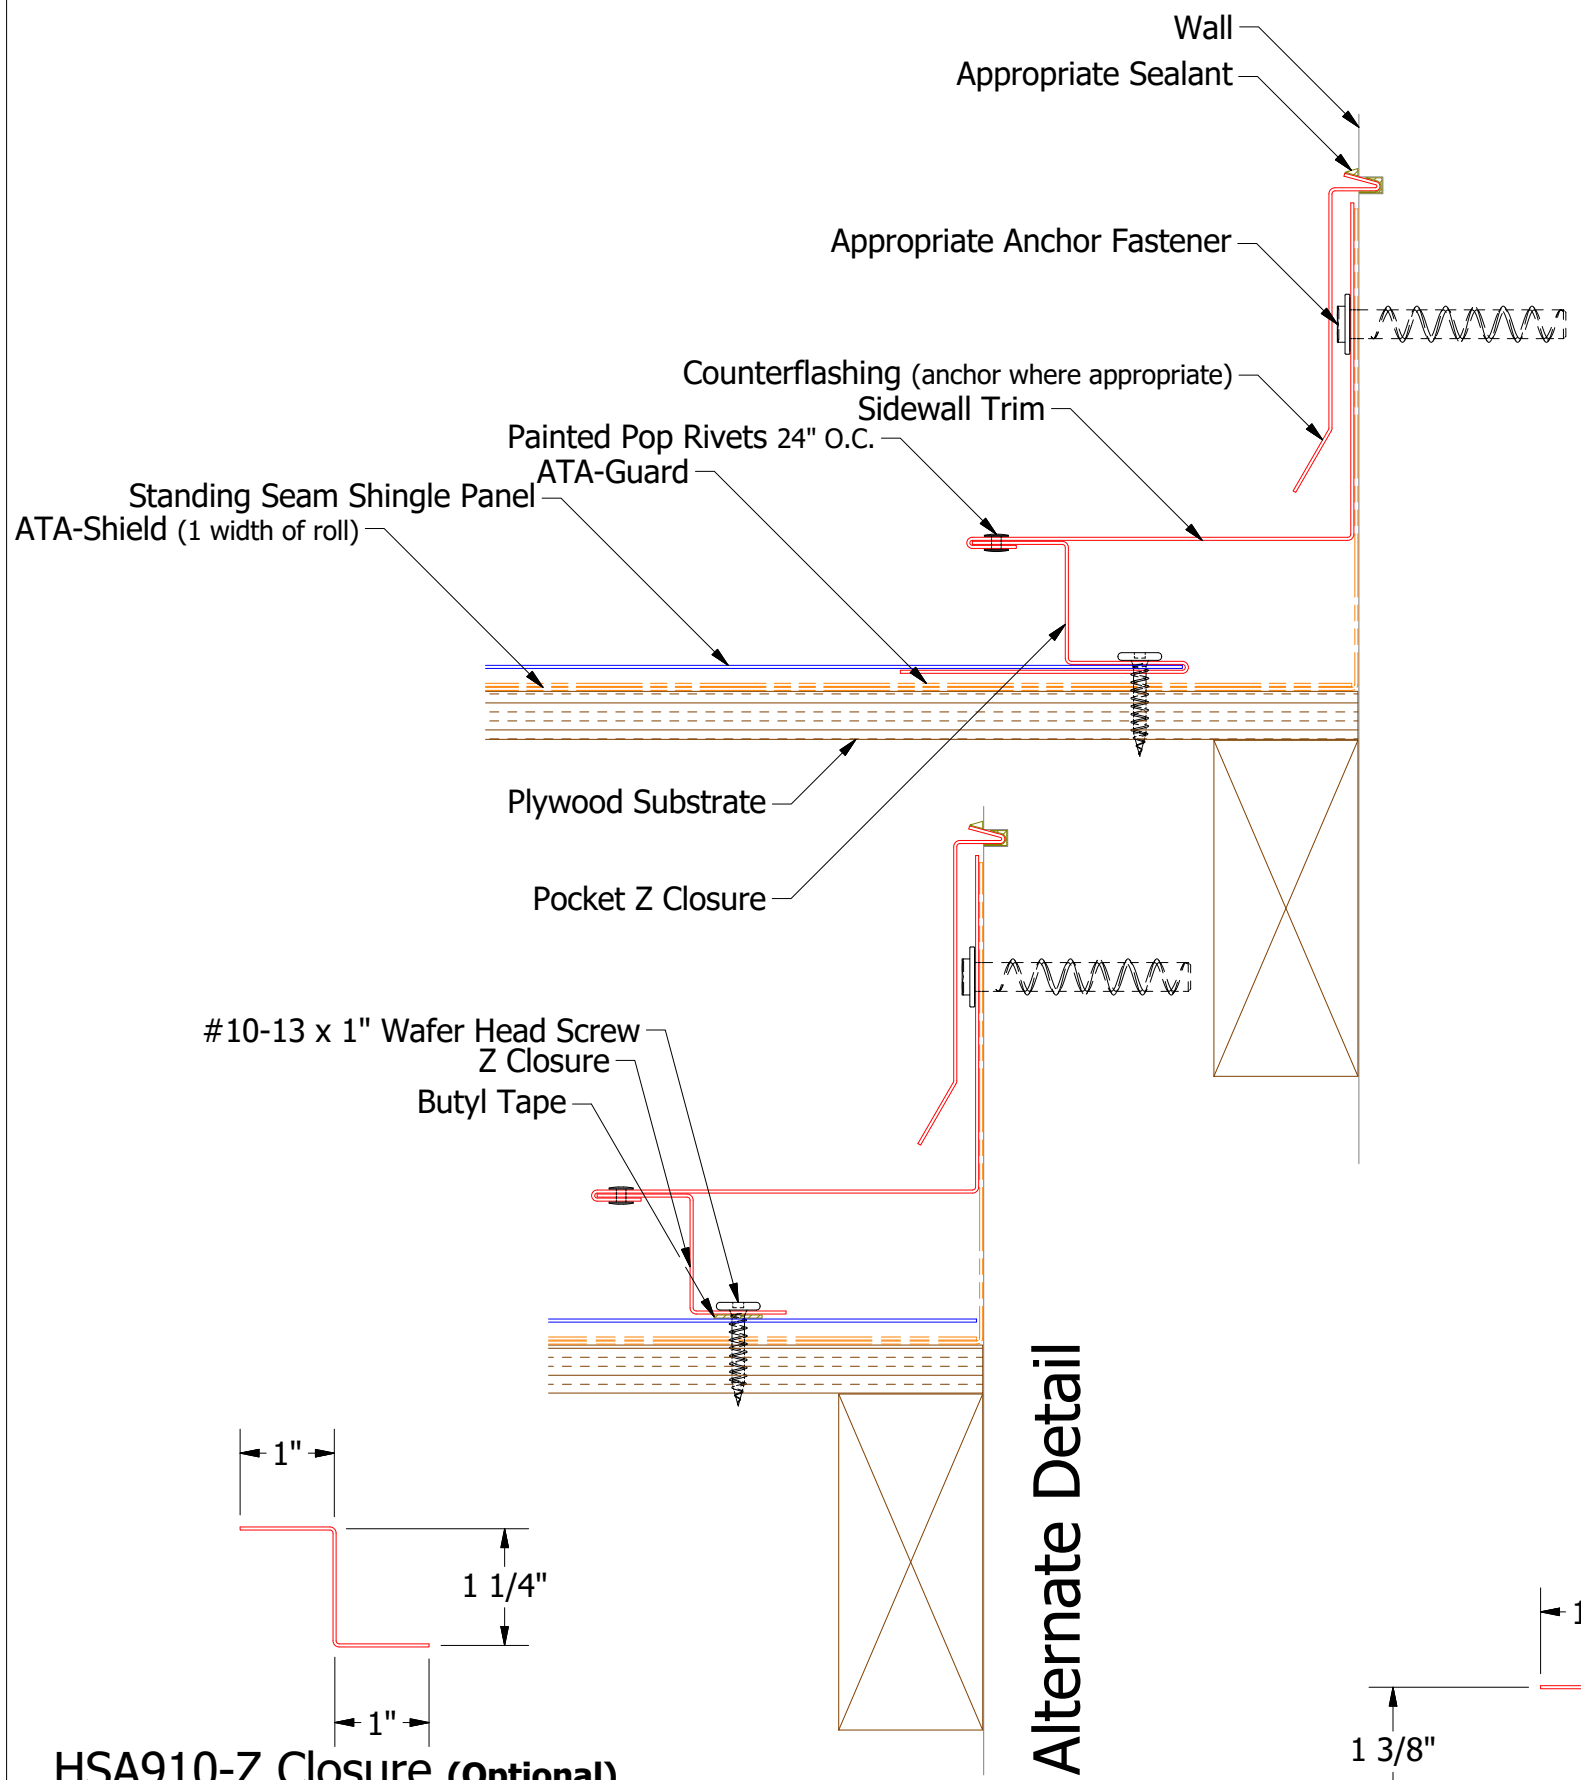 Wall
Appropriate Sealant
Appropriate Anchor Fastener
Counterflashing (anchor where appropriate)
Sidewall Trim
Painted Pop Rivets 24" O.C.
ATA-Guard
Standing Seam Shingle Panel
ATA-Shield (1 width of roll)
Plywood Substrate
Pocket Z Closure
#10-13 x 1" Wafer Head Screw
Z Closure
Butyl Tape
Alternate Detail
1"
1 1/4"
1"
HSA910-Z Closure (Optional)
1 3/8"